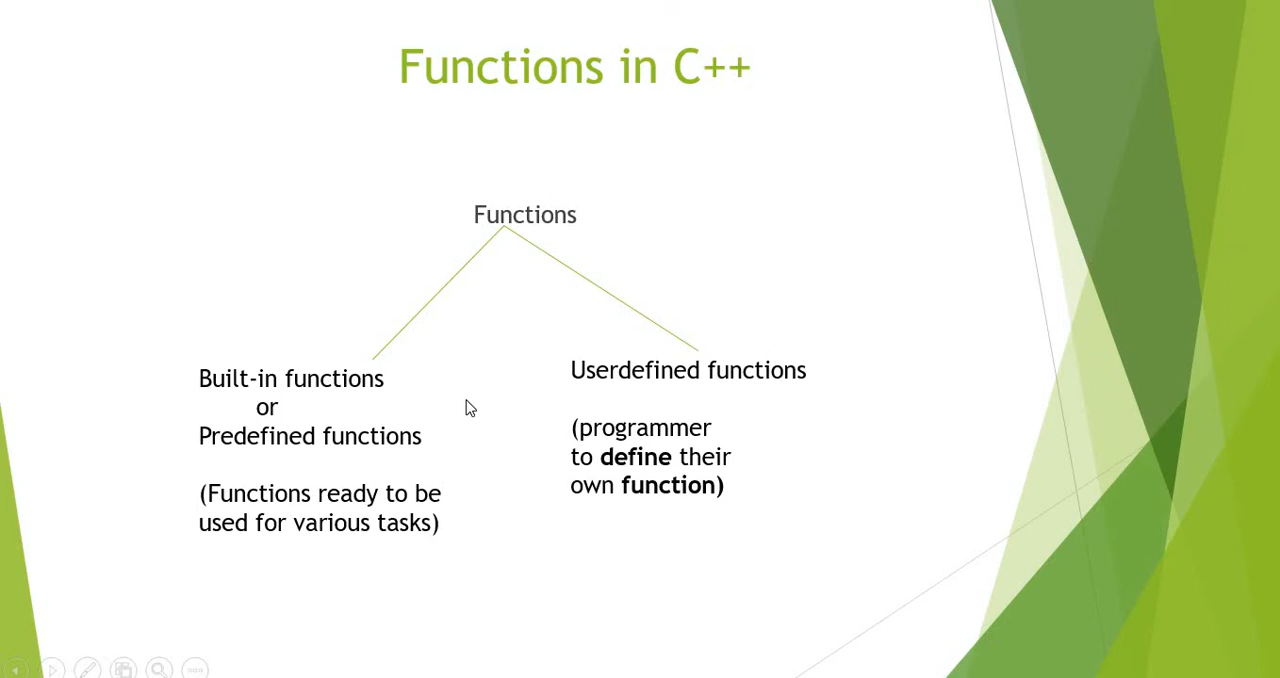 Functions in C++
Functions
Built-in functions
or
Predefined functions
(Functions ready to be
used for various tasks)
Userdefined functions
(programmer
to define their
own function)